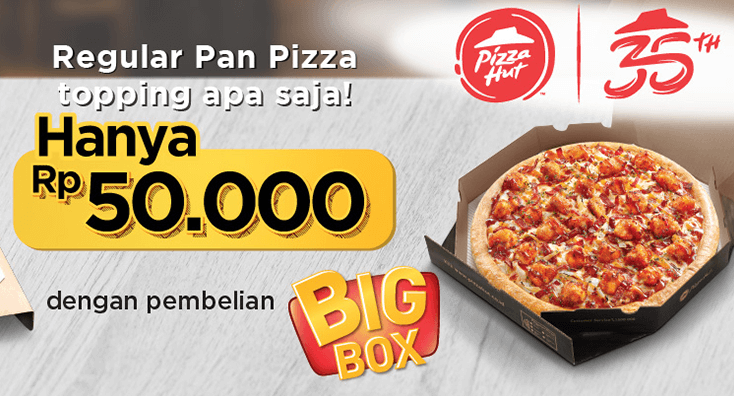 Regular Pan Pizza
topping apa saja!
Hanya
Rp 50.000
dengan pembelian
BIG
BOX
Pizza
Hut
35TH